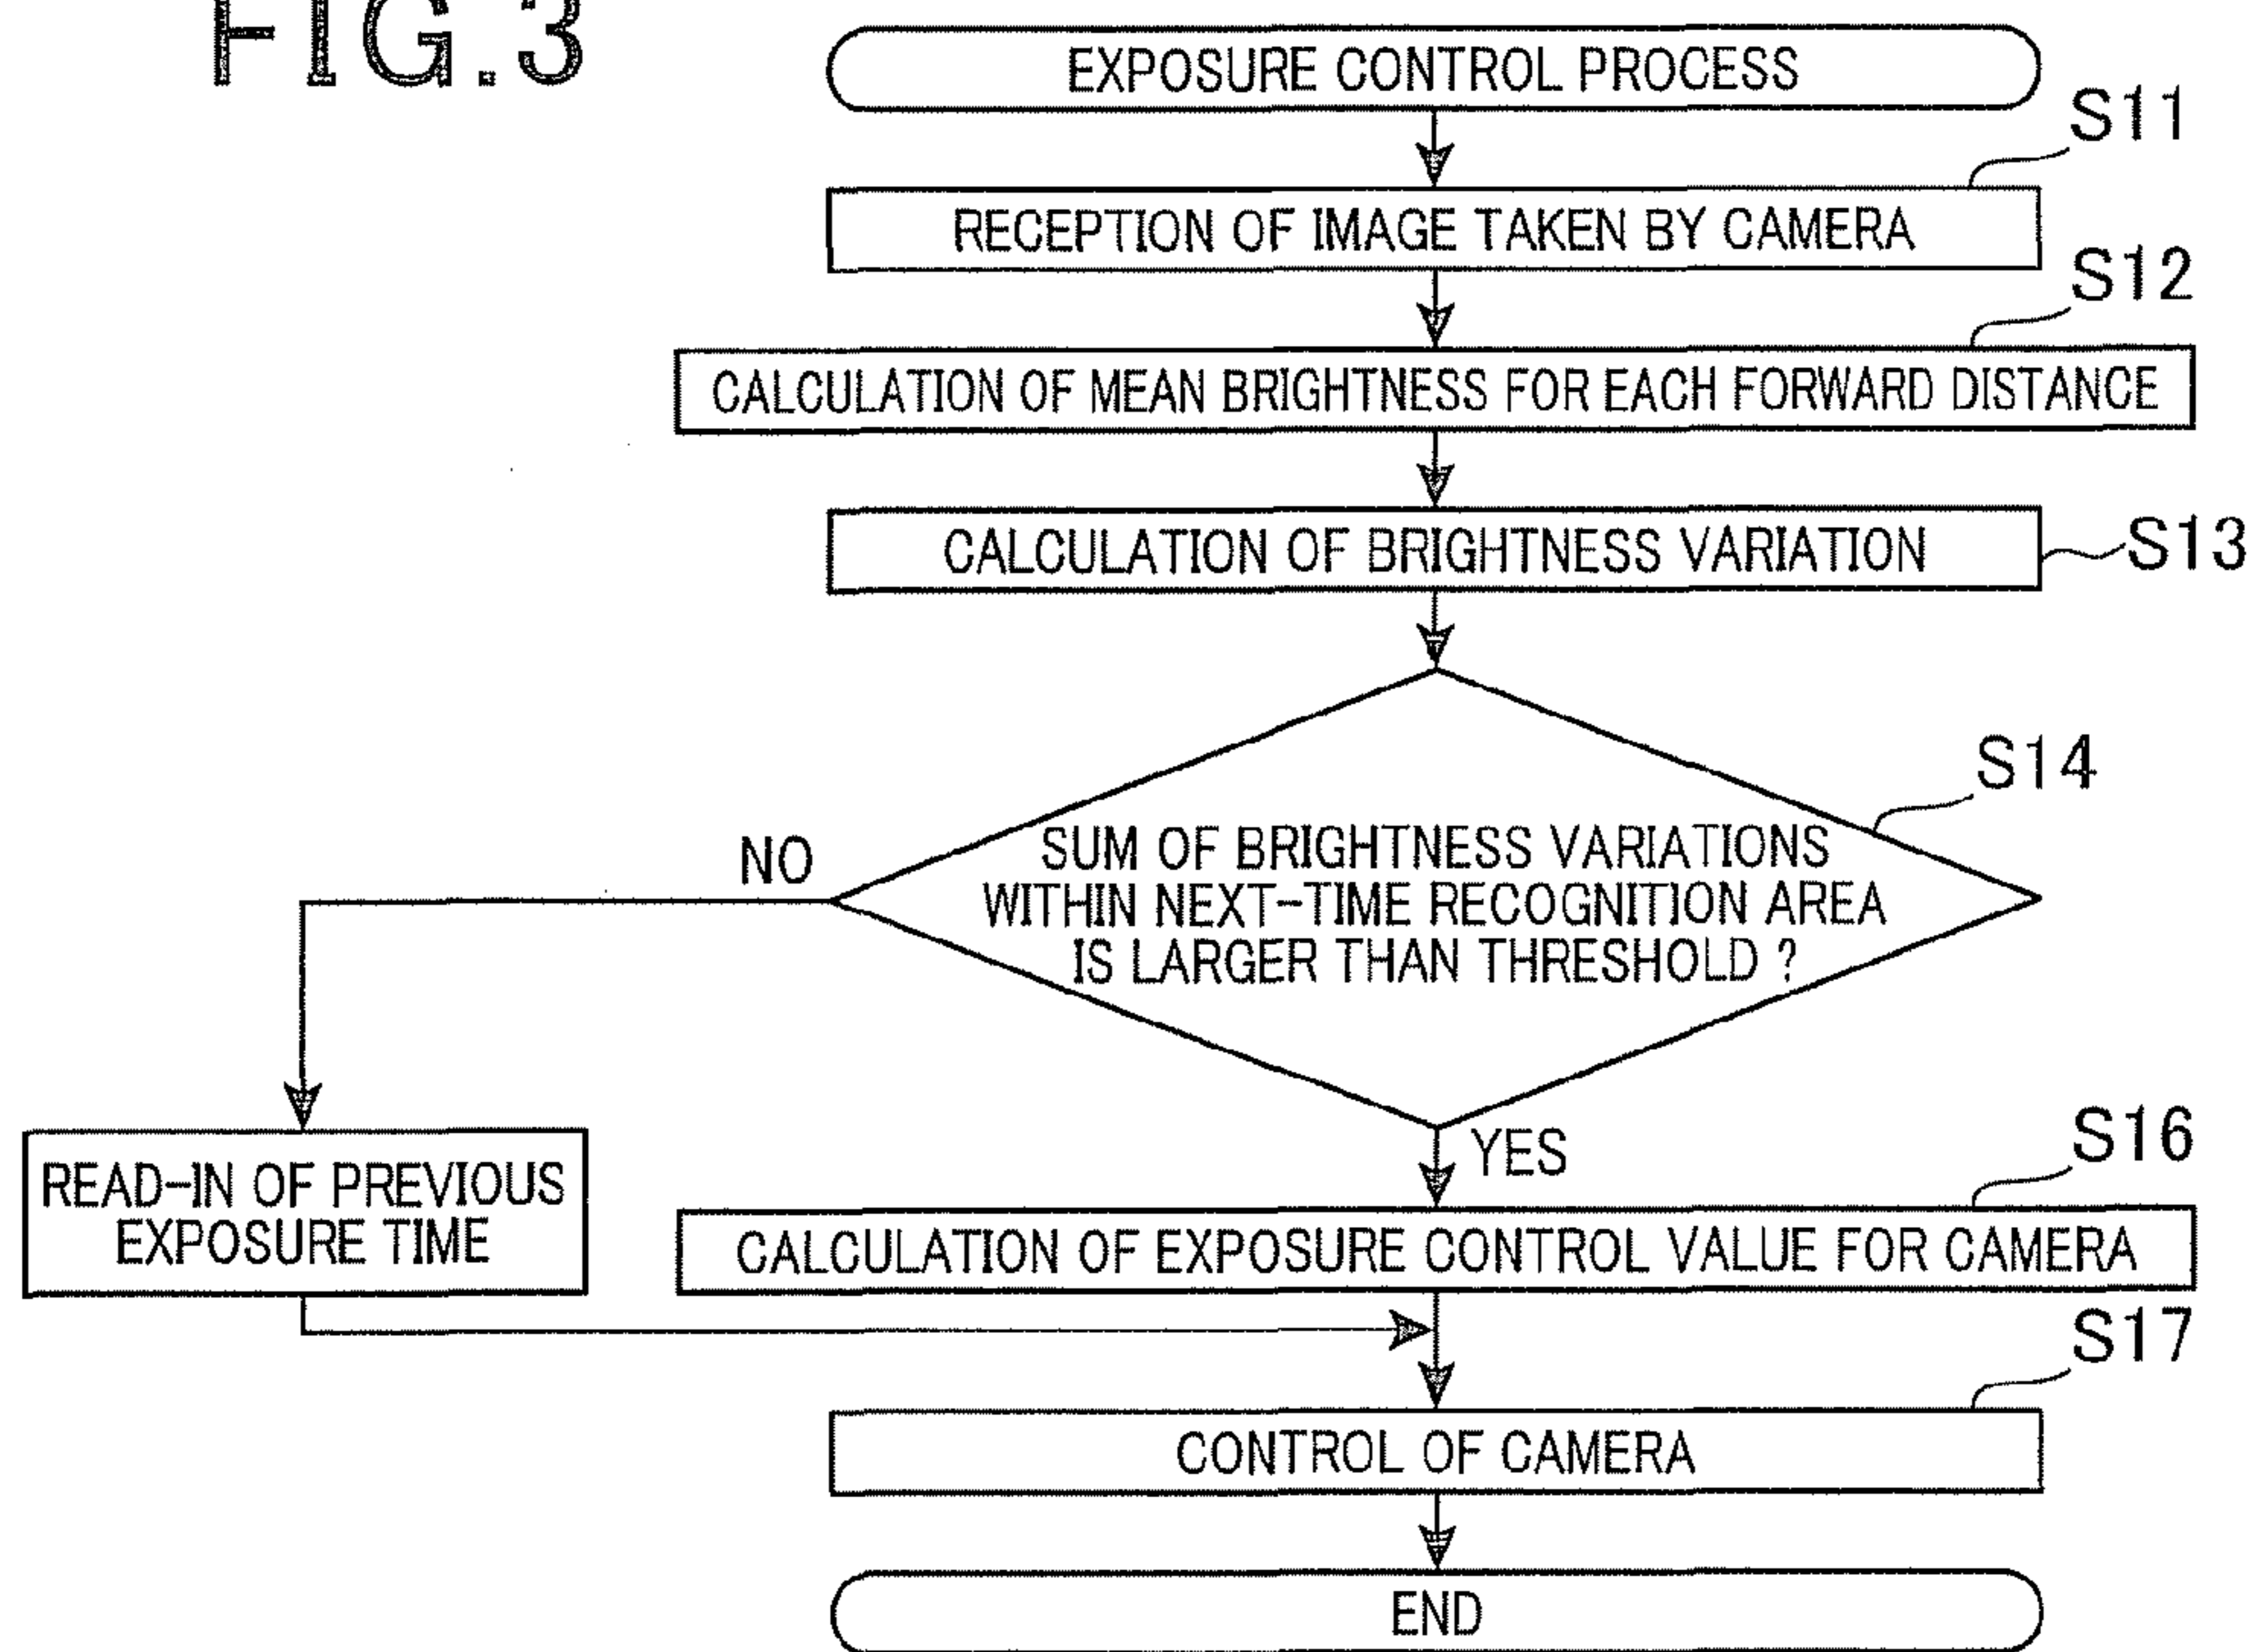 FIG.3
EXPOSURE CONTROL PROCESS
S11
RECEPTION OF IMAGE TAKEN BY CAMERA
S12
CALCULATION OF MEAN BRIGHTNESS FOR EACH FORWARD DISTANCE
CALCULATION OF BRIGHTNESS VARIATION
S13
S14
SUM OF BRIGHTNESS VARIATIONS
WITHIN NEXT-TIME RECOGNITION AREA
IS LARGER THAN THRESHOLD ?
NO
YES
READ-IN OF PREVIOUS
EXPOSURE TIME
S16
CALCULATION OF EXPOSURE CONTROL VALUE FOR CAMERA
S17
CONTROL OF CAMERA
END